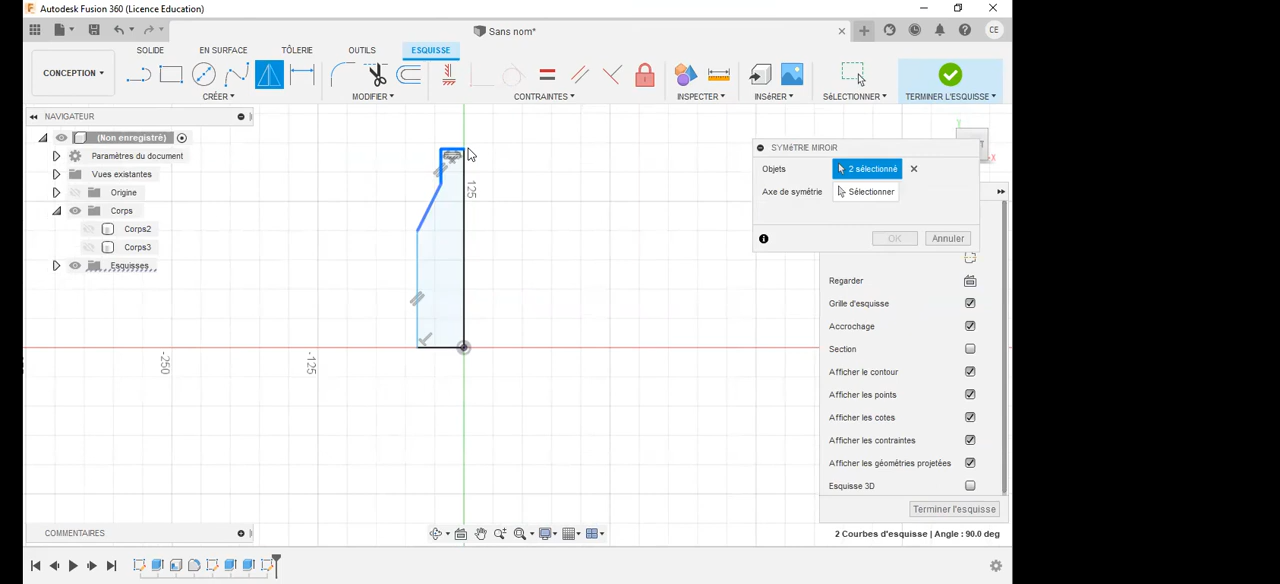 Autodesk Fusion 360 (Licence Education)
Sans nom*
CE
SOLIDE
EN SURFACE
TÔLERIE
OUTILS
ESQUISSE
CONCEPTION
CRÉER
MODIFIER
CONTRAINTES
INSPECTER
INSéRER
SéLECTIONNER
TERMINER L'ESQUISSE
NAVIGATEUR
(Non enregistré)
Paramètres du document
Vues existantes
Origine
Corps
Corps2
Corps3
Esquisses
125
-250
-125
Y
X
SYMéTRIE MIROIR
Objets
2 sélectionné
Axe de symétrie
Sélectionner
OK
Annuler
Regarder
Grille d'esquisse
Accrochage
Section
Afficher le contour
Afficher les points
Afficher les cotes
Afficher les contraintes
Afficher les géométries projetées
Esquisse 3D
Terminer l'esquisse
COMMENTAIRES
2 Courbes d'esquisse | Angle : 90.0 deg